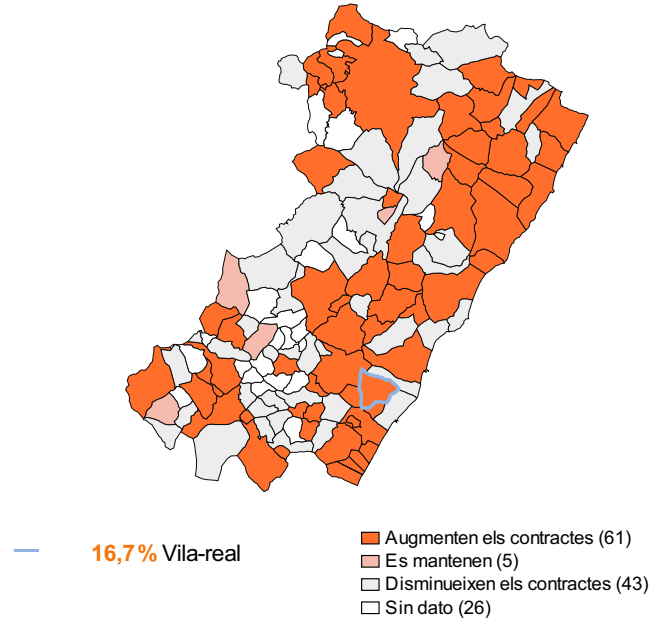 16,7% Vila-real
Augmenten els contractes (61)
Es mantenen (5)
Disminueixen els contractes (43)
Sin dato (26)